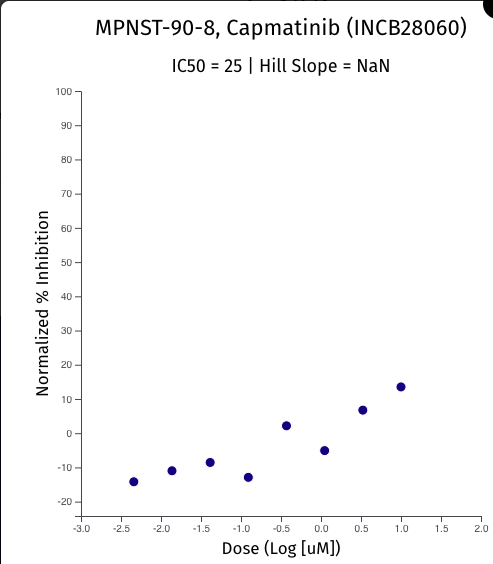 MPNST-90-8, Capmatinib (INCB28060)
IC50 = 25 | Hill Slope = NaN
Normalized % Inhibition
100
90
80
70
60
50
40
30
20
10
0
-10
-20
-3.0 -2.5 -2.0 -1.5 -1.0 -0.5 0.0 0.5 1.0 1.5 2.0
Dose (Log [uM])